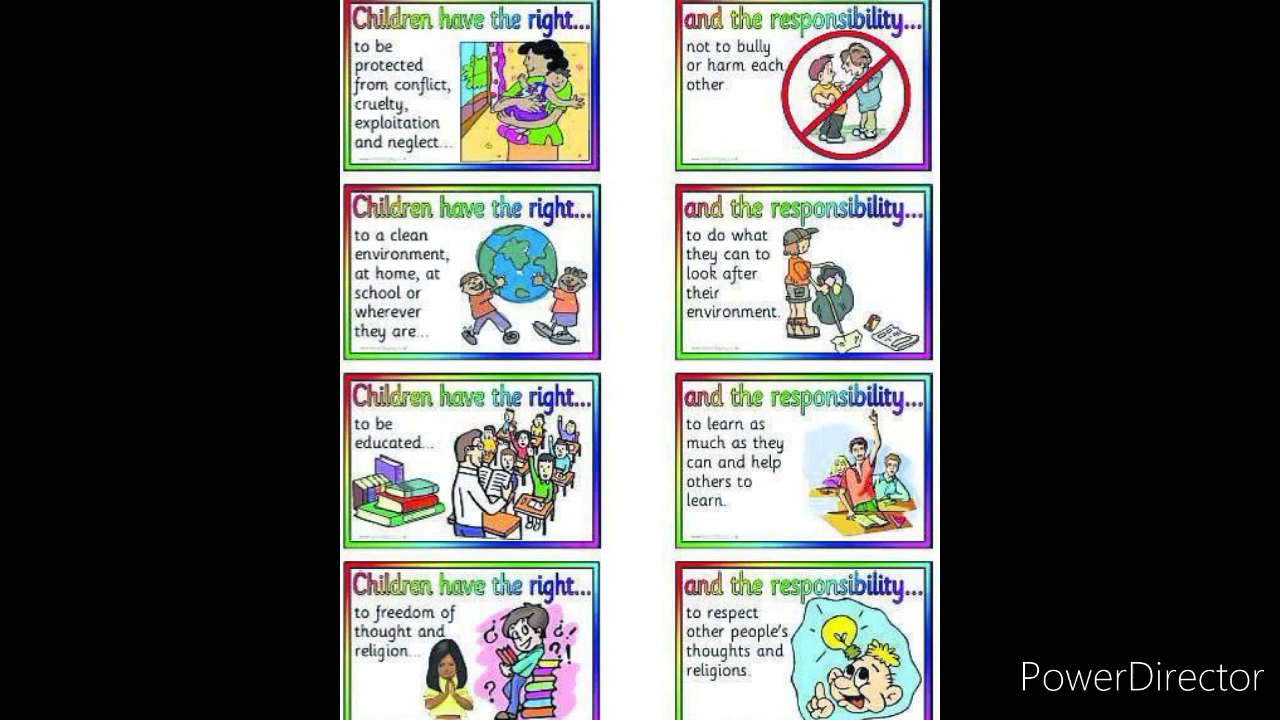 Children have the right...
to be
protected
from conflict,
cruelty,
exploitation
and neglect...
and the responsibility...
not to bully
or harm each
other.
Children have the right...
to a clean
environment,
at home, at
school or
wherever
they are...
and the responsibility...
to do what
they can to
look after
their
environment.
Children have the right...
to be
educated...
and the responsibility...
to learn as
much as they
can and help
others to
learn.
Children have the right...
to freedom of
thought and
religion...
and the responsibility...
to respect
other people's
thoughts and
religions.
PowerDirector